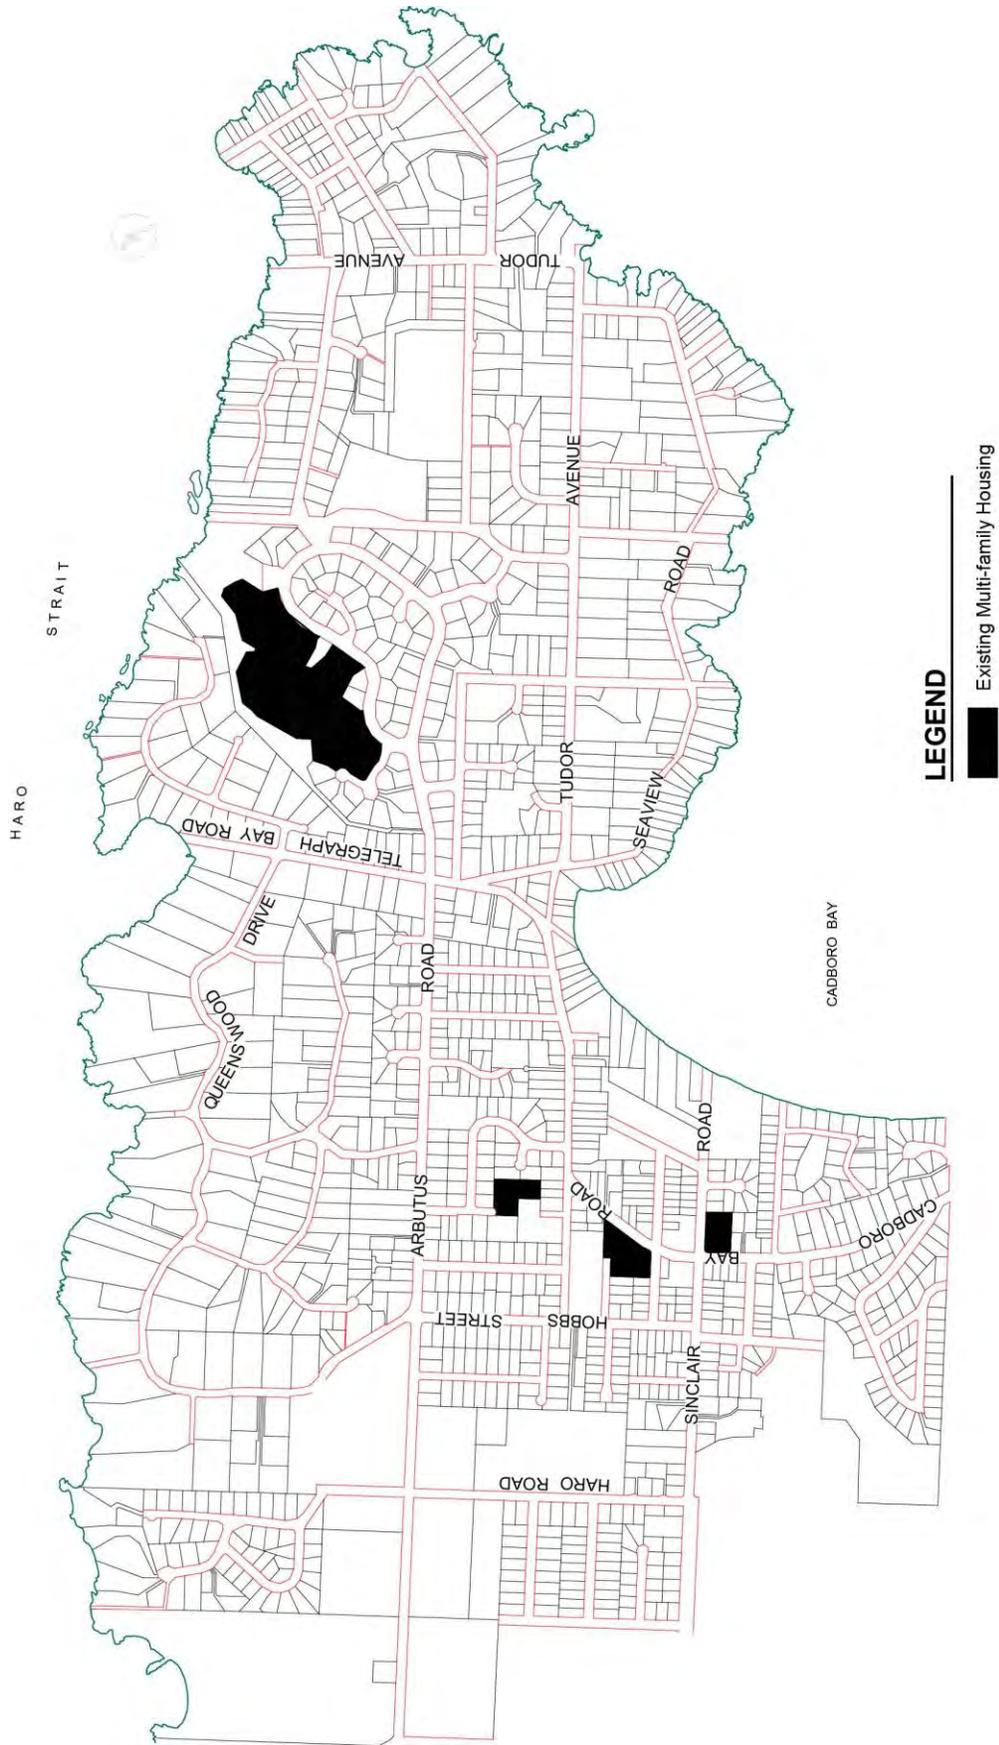 HARO
STRAIT
TUDOR
AVENUE
AVENUE
ROAD
TELEGRAPH
BAY ROAD
TUDOR
SEAVIEW
DRIVE
QUEENSWOOD
ROAD
CADBORO BAY
ARBUTUS
ROAD
ROAD
BAY
CADBORO
HOBBS
STREET
SINCLAIR
HARO ROAD
LEGEND
Existing Multi-family Housing